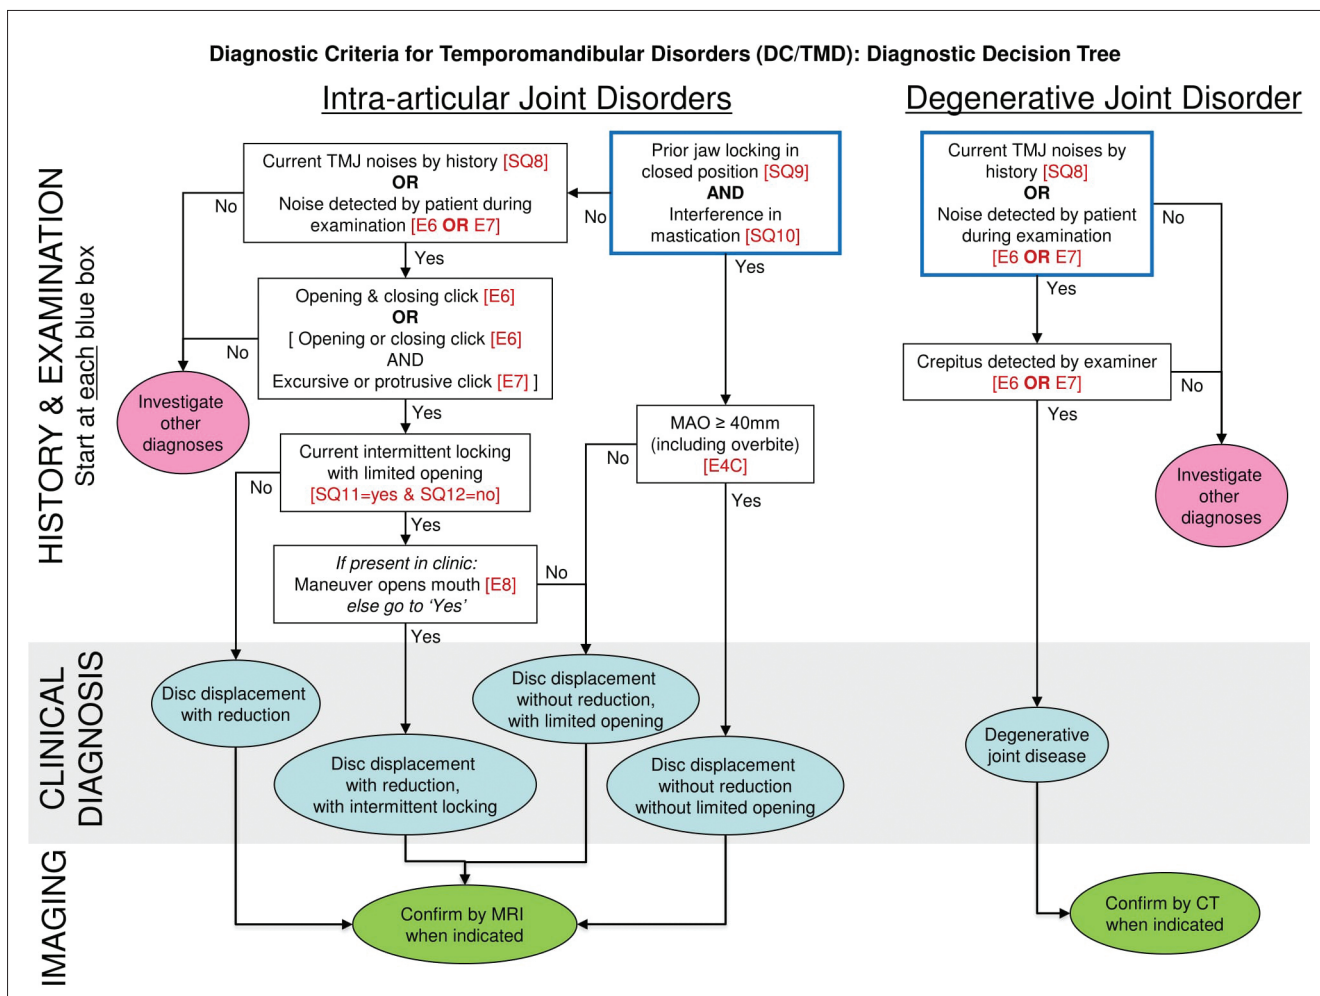 Diagnostic Criteria for Temporomandibular Disorders (DC/TMD): Diagnostic Decision Tree
Intra-articular Joint Disorders
Degenerative Joint Disorder
HISTORY & EXAMINATION
Start at each blue box
Prior jaw locking in
closed position [SQ9]
AND
Interference in
mastication [SQ10]
No
Yes
Current TMJ noises by history [SQ8]
OR
Noise detected by patient during
examination [E6 OR E7]
No
Yes
Opening & closing click [E6]
OR
[ Opening or closing click [E6]
AND
Excursive or protrusive click [E7] ]
No
Yes
Investigate
other
diagnoses
Current intermittent locking
with limited opening
[SQ11=yes & SQ12=no]
No
Yes
If present in clinic:
Maneuver opens mouth [E8]
else go to ‘Yes’
No
Yes
MAO ≥ 40mm
(including overbite)
[E4C]
No
Yes
Current TMJ noises by
history [SQ8]
OR
Noise detected by patient
during examination
[E6 OR E7]
No
Yes
Crepitus detected by examiner
[E6 OR E7]
No
Yes
Investigate
other
diagnoses
CLINICAL
DIAGNOSIS
Disc displacement
with reduction
Disc displacement
with reduction,
with intermittent locking
Disc displacement
without reduction,
with limited opening
Disc displacement
without reduction
without limited opening
Degenerative
joint disease
IMAGING
Confirm by MRI
when indicated
Confirm by CT
when indicated